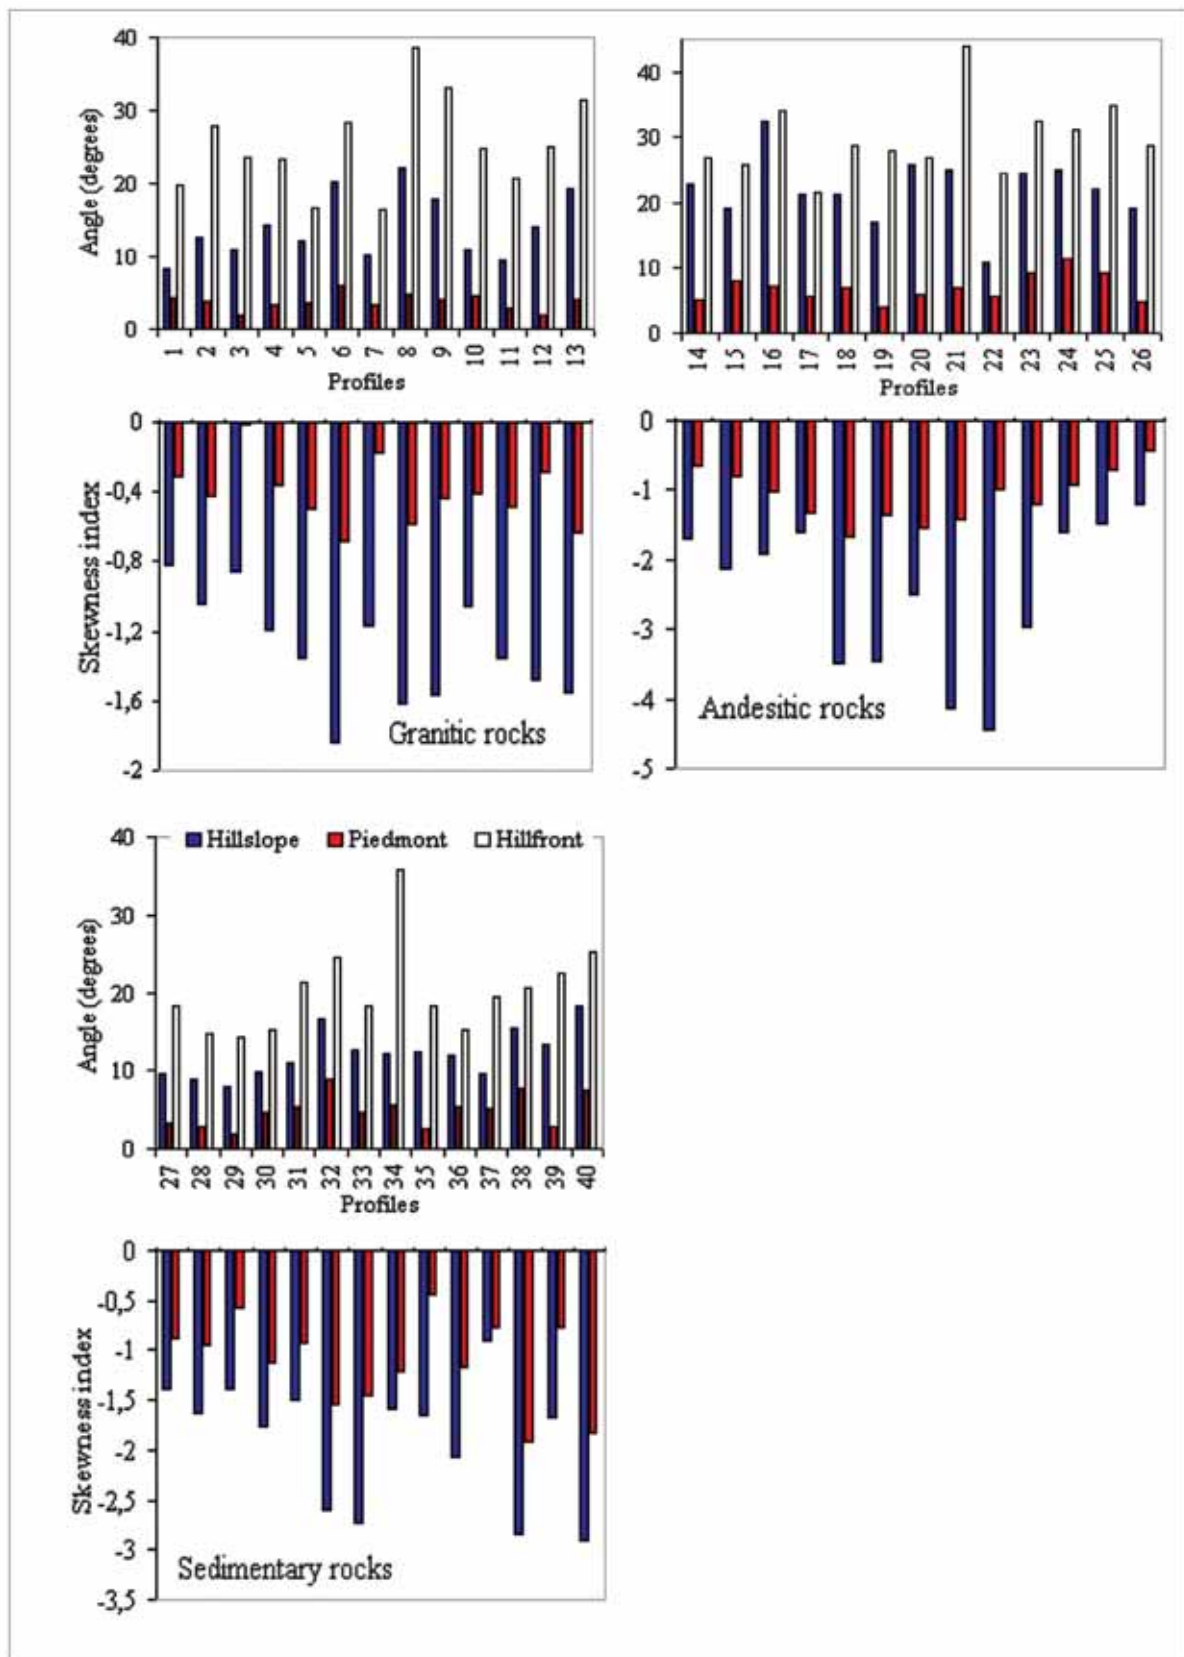 40
30
20
10
0
Angle (degrees)
1 2 3 4 5 6 7 8 9 10 11 12 13
Profiles
40
30
20
10
0
14 15 16 17 18 19 20 21 22 23 24 25 26
Profiles
0
-0,4
-0,8
-1,2
-1,6
-2
Skewness index
Granitic rocks
0
-1
-2
-3
-4
-5
Andesitic rocks
Hillslope Piedmont Hillfront
40
30
20
10
0
Angle (degrees)
27 28 29 30 31 32 33 34 35 36 37 38 39 40
Profiles
0
-0,5
-1
-1,5
-2
-2,5
-3
-3,5
Skewness index
Sedimentary rocks